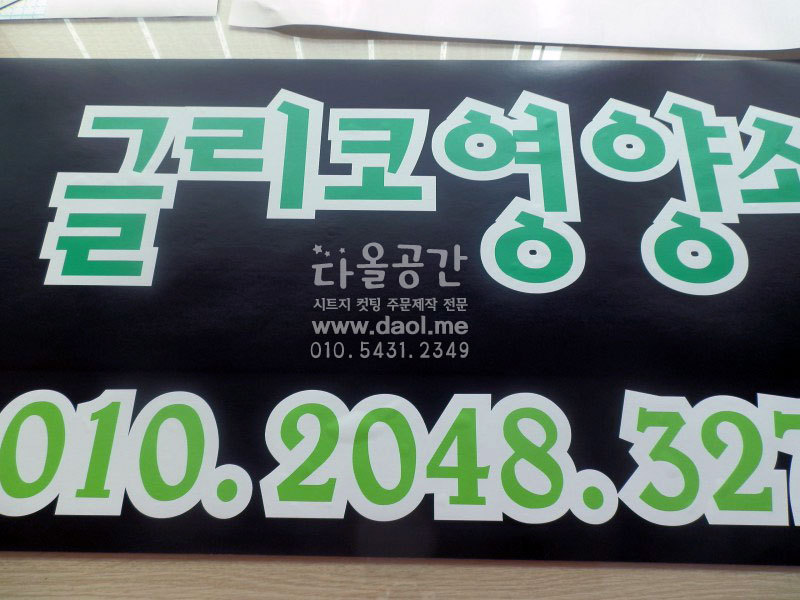 글리코영양소
다올공간
시트지 컷팅 주문제작 전문
www.daol.me
010.5431.2349
010.2048.327